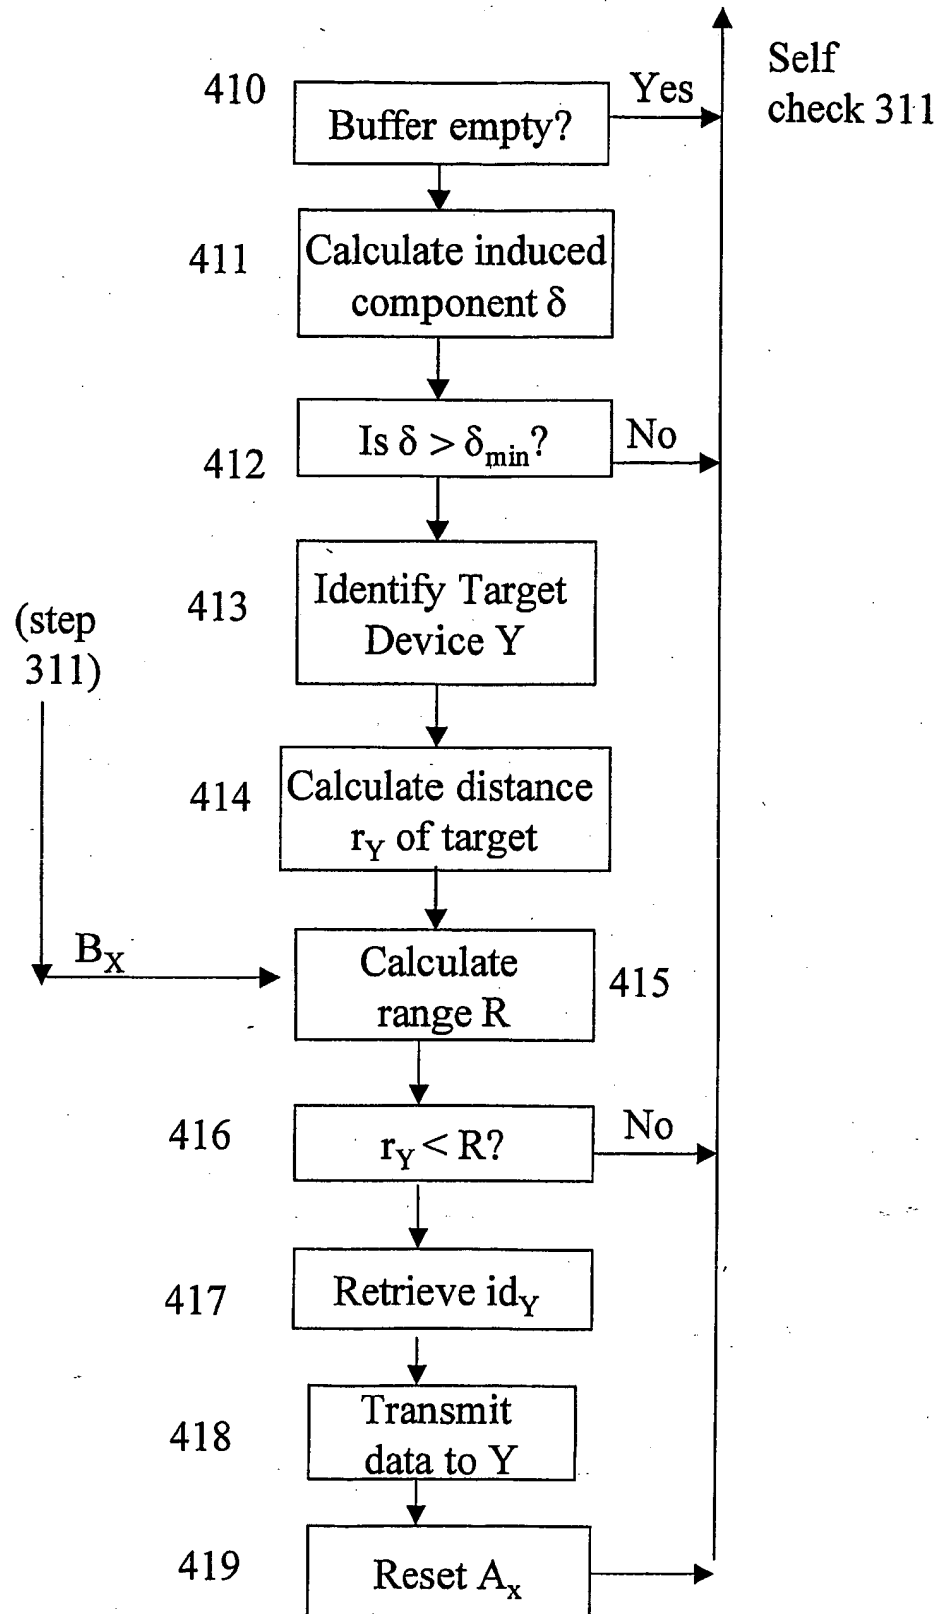 Self
check 311
410
Buffer empty?
Yes
411
Calculate induced
component δ
412
Is δ > δmin?
No
413
Identify Target
Device Y
(step
311)
414
Calculate distance
rY of target
BX
Calculate
range R
415
416
rY < R?
No
417
Retrieve idY
418
Transmit
data to Y
419
Reset Ax